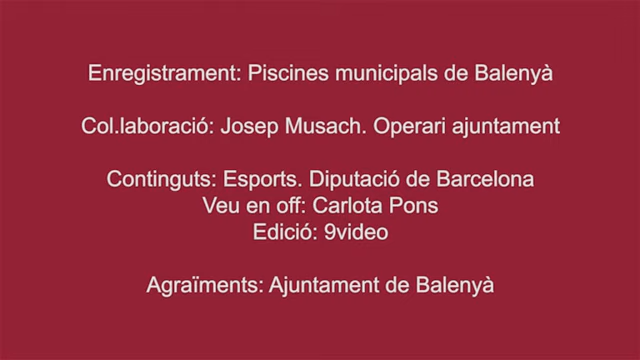 Enregistrament: Piscines municipals de Balenyà
Col.laboració: Josep Musach. Operari ajuntament
Continguts: Esports. Diputació de Barcelona
Veu en off: Carlota Pons
Edició: 9video
Agraïments: Ajuntament de Balenyà